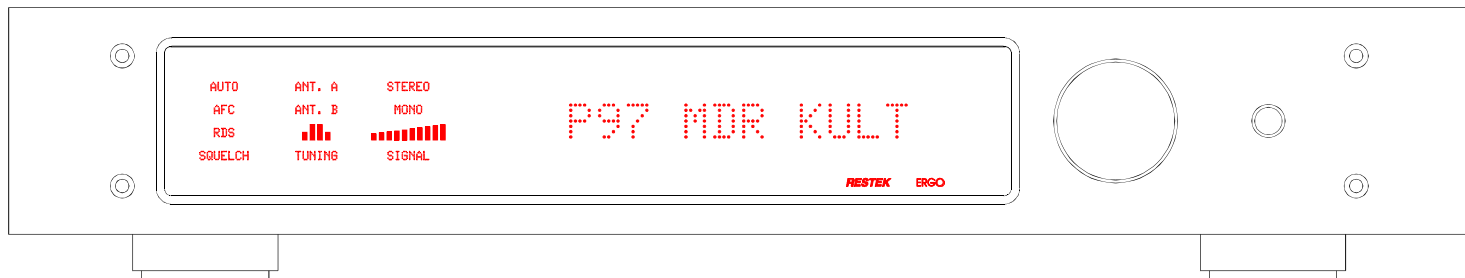 AUTO ANT. A STEREO
AFC ANT. B MONO
RDS
SQUELCH TUNING SIGNAL
P97 MDR KULT
RESTEK ERGO